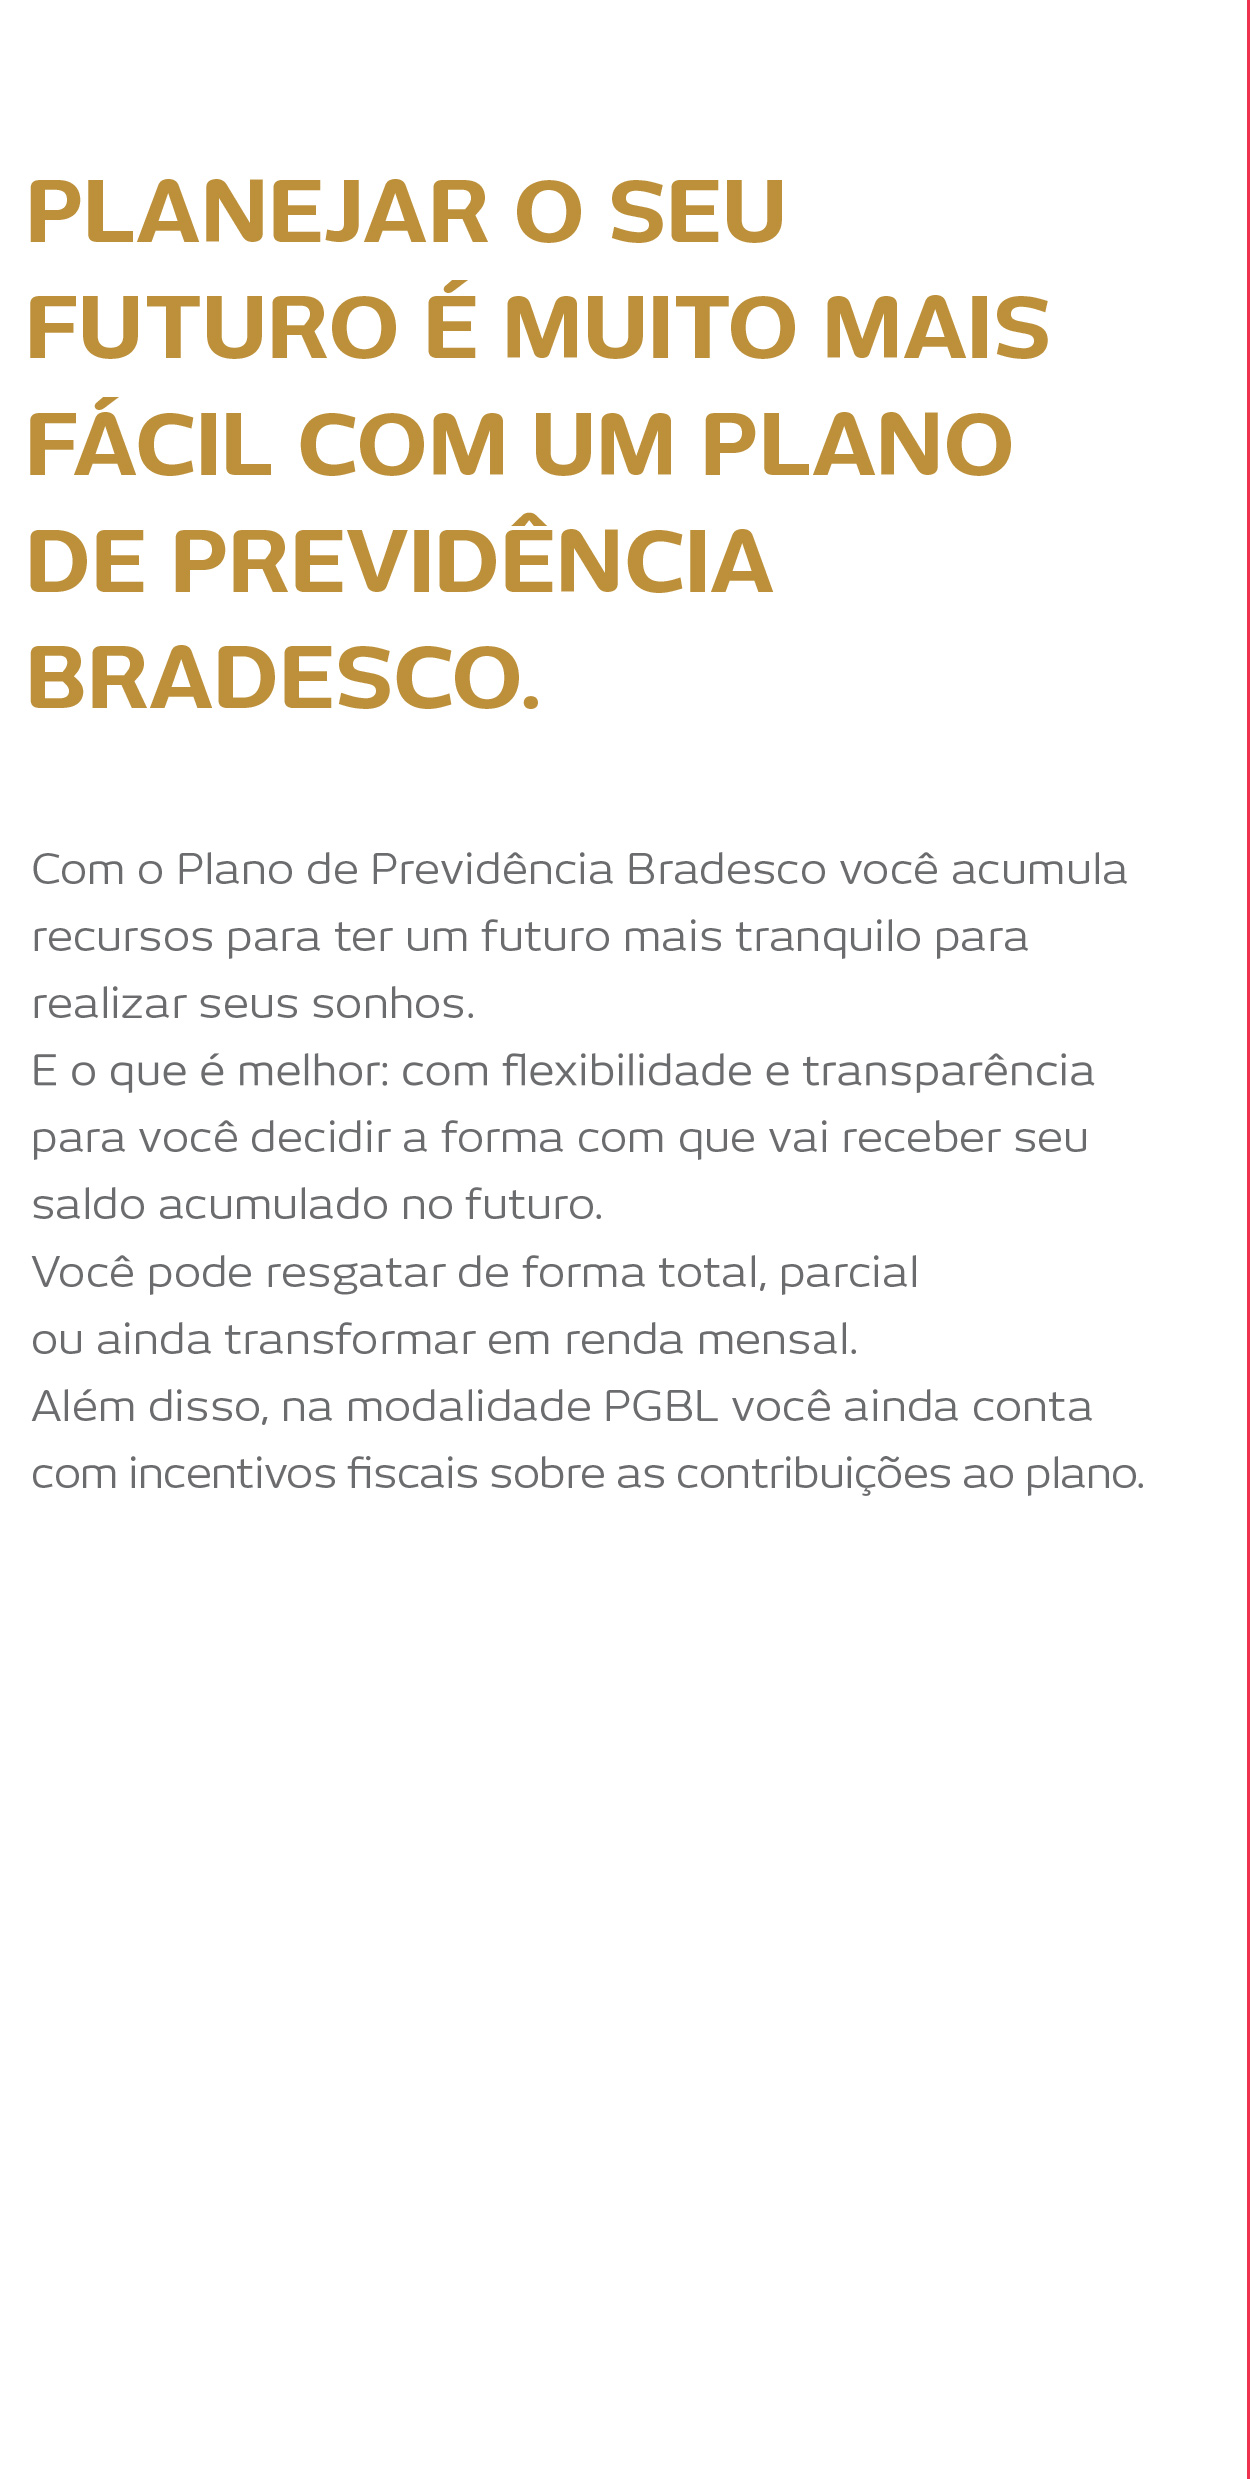 PLANEJAR O SEU
FUTURO É MUITO MAIS
FÁCIL COM UM PLANO
DE PREVIDÊNCIA
BRADESCO.
Com o Plano de Previdência Bradesco você acumula
recursos para ter um futuro mais tranquilo para
realizar seus sonhos.
E o que é melhor: com flexibilidade e transparência
para você decidir a forma com que vai receber seu
saldo acumulado no futuro.
Você pode resgatar de forma total, parcial
ou ainda transformar em renda mensal.
Além disso, na modalidade PGBL você ainda conta
com incentivos fiscais sobre as contribuições ao plano.